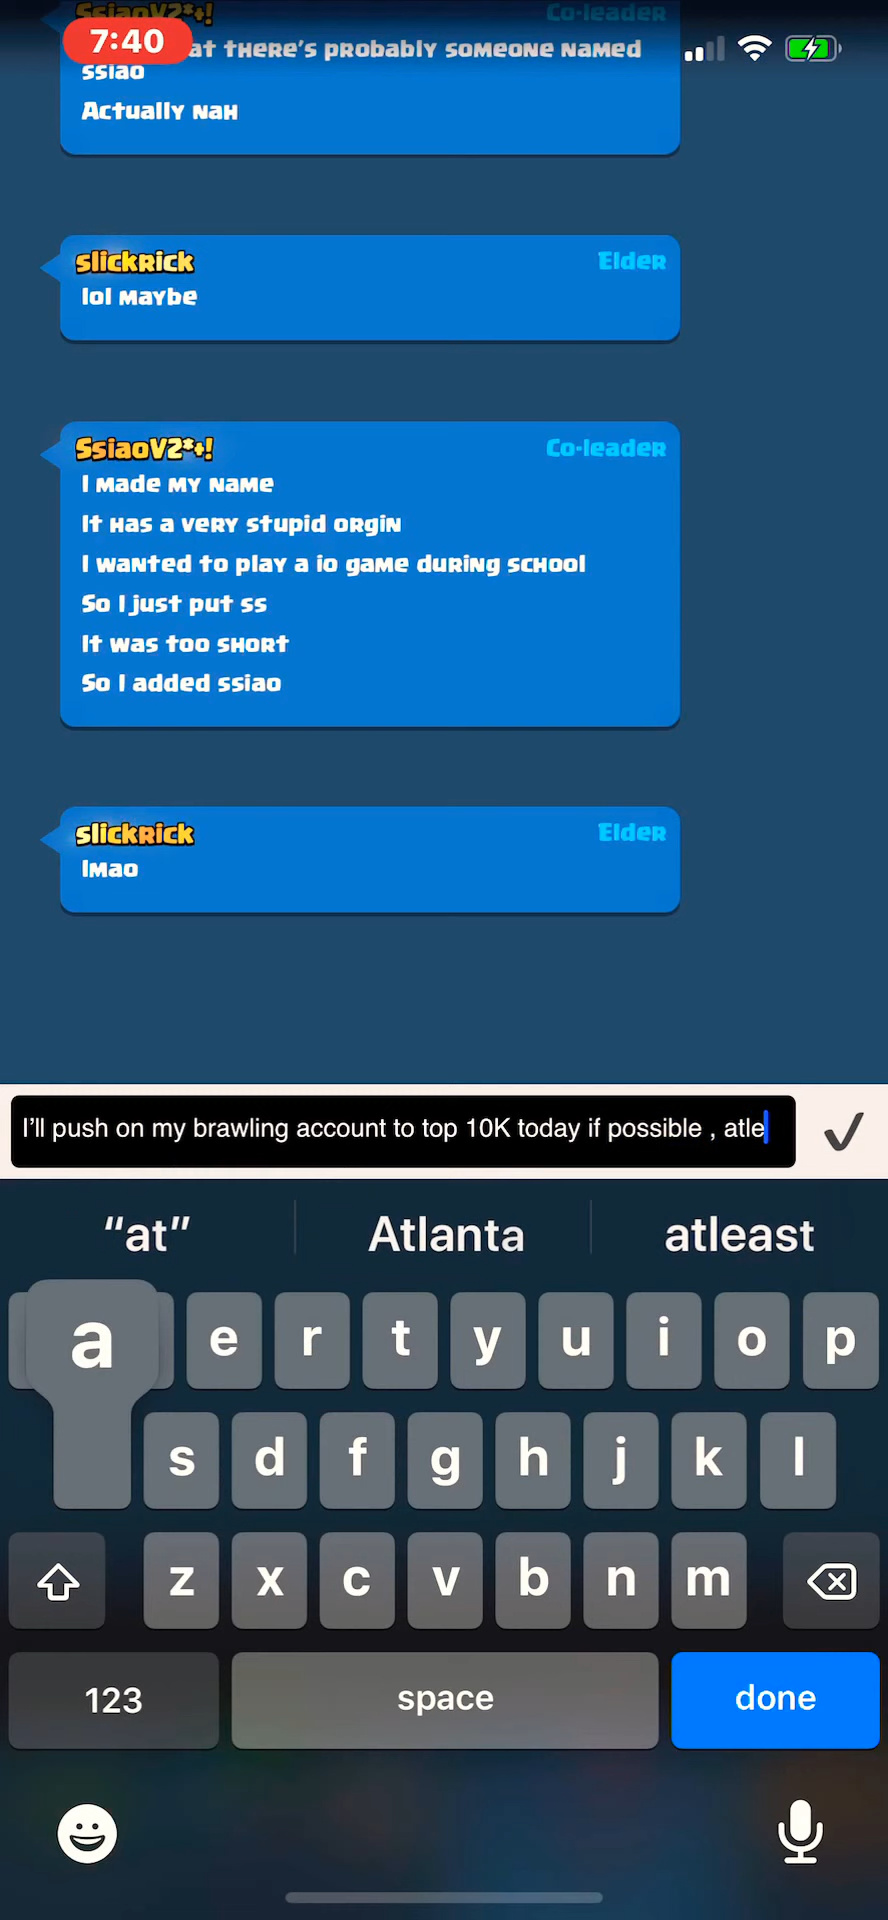 SsiaoV2*+!
Co-leader
7:40
at there's probably someone named
ssiao
Actually nah
slickrick
Elder
lol maybe
SsiaoV2*+!
Co-leader
I made my name
It has a very stupid orgin
I wanted to play a io game during school
So I just put ss
It was too short
So I added ssiao
slickrick
Elder
lmao
I'll push on my brawling account to top 10K today if possible , atle
"at"
Atlanta
atleast
a e r t y u i o p
s d f g h j k l
z x c v b n m
123
space
done